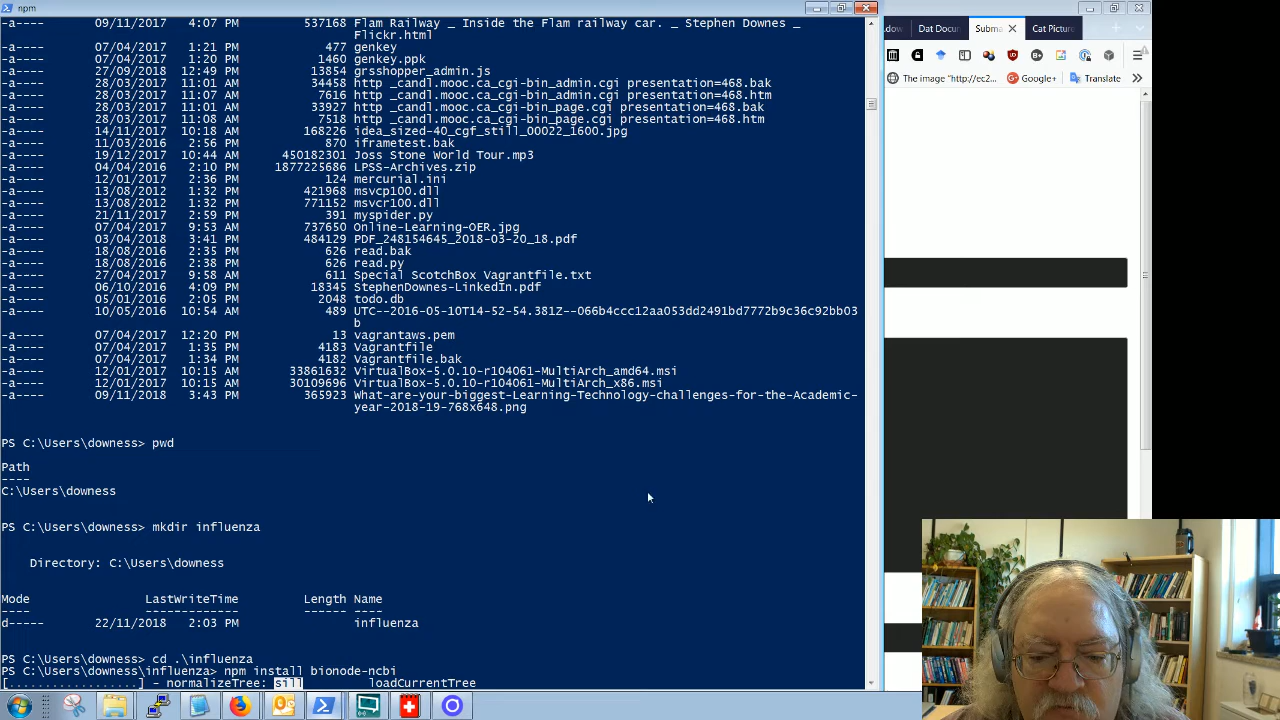 npm
09/11/2017   4:07 PM   537168 Flam Railway _ Inside the Flam railway car. _ Stephen Downes _
Flickr.html
-a----   07/04/2017   1:21 PM   477 genkey
-a----   07/04/2017   1:20 PM   1460 genkey.ppk
-a----   27/09/2018   12:49 PM   13854 grsshopper_admin.js
-a----   28/03/2017   11:01 AM   34458 http _candl.mooc.ca_cgi-bin_admin.cgi presentation=468.bak
-a----   28/03/2017   11:03 AM   7616 http _candl.mooc.ca_cgi-bin_admin.cgi presentation=468.htm
-a----   28/03/2017   11:01 AM   33936 http _candl.mooc.ca_cgi-bin_page.cgi presentation=468.bak
-a----   28/03/2017   11:08 AM   7518 http _candl.mooc.ca_cgi-bin_page.cgi presentation=468.htm
-a----   14/11/2017   10:18 AM   168226 idea_sized-40_cgf_still_00022_1600.jpg
-a----   11/03/2016   2:56 PM   870 iframetest.bak
-a----   19/12/2017   10:44 AM   450182301 Joss Stone World Tour.mp3
-a----   04/04/2016   2:10 PM   1877225686 LPSS-Archives.zip
-a----   12/01/2017   2:36 PM   124 mercurial.ini
-a----   13/08/2012   1:32 PM   421968 msvcp100.dll
-a----   13/08/2012   1:32 PM   771152 msvcr100.dll
-a----   21/11/2017   2:59 PM   391 myspider.py
-a----   07/04/2017   9:53 AM   737650 Online-Learning-OER.jpg
-a----   03/04/2018   3:41 PM   484129 PDF_248154645_2018-03-20_18.pdf
-a----   18/08/2016   2:35 PM   626 read.bak
-a----   18/08/2016   2:38 PM   626 read.py
-a----   27/04/2017   9:58 AM   611 Special ScotchBox Vagrantfile.txt
-a----   06/10/2016   4:09 PM   18345 StephenDownes-LinkedIn.pdf
-a----   05/01/2016   2:05 PM   2048 todo.db
-a----   10/05/2016   10:54 AM   489 UTC--2016-05-10T14-52-54.381Z--066b4ccc12aa053dd2491bd7772b9c36c92bb03
b
-a----   07/04/2017   12:20 PM   13 vagrantaws.pem
-a----   07/04/2017   1:35 PM   4183 Vagrantfile
-a----   07/04/2017   1:34 PM   4182 Vagrantfile.bak
-a----   12/01/2017   10:15 AM   33861632 VirtualBox-5.0.10-r104061-MultiArch_amd64.msi
-a----   12/01/2017   10:15 AM   30109696 VirtualBox-5.0.10-r104061-MultiArch_x86.msi
-a----   09/11/2018   3:43 PM   365923 What-are-your-biggest-Learning-Technology-challenges-for-the-Academic-
year-2018-19-768x648.png
PS C:\Users\downess> pwd
Path
----
C:\Users\downess
PS C:\Users\downess> mkdir influenza
Directory: C:\Users\downess
Mode   LastWriteTime   Length Name
----   -------------   ------ ----
d-----   22/11/2018   2:03 PM   influenza
PS C:\Users\downess> cd .\influenza
PS C:\Users\downess\influenza> npm install bionode-ncbi
[..................] - normalizeTree: sill   loadCurrentTree
.dow   Dat Docu   Subma   Cat Picture
The image "http://ec2   Google+   Translate